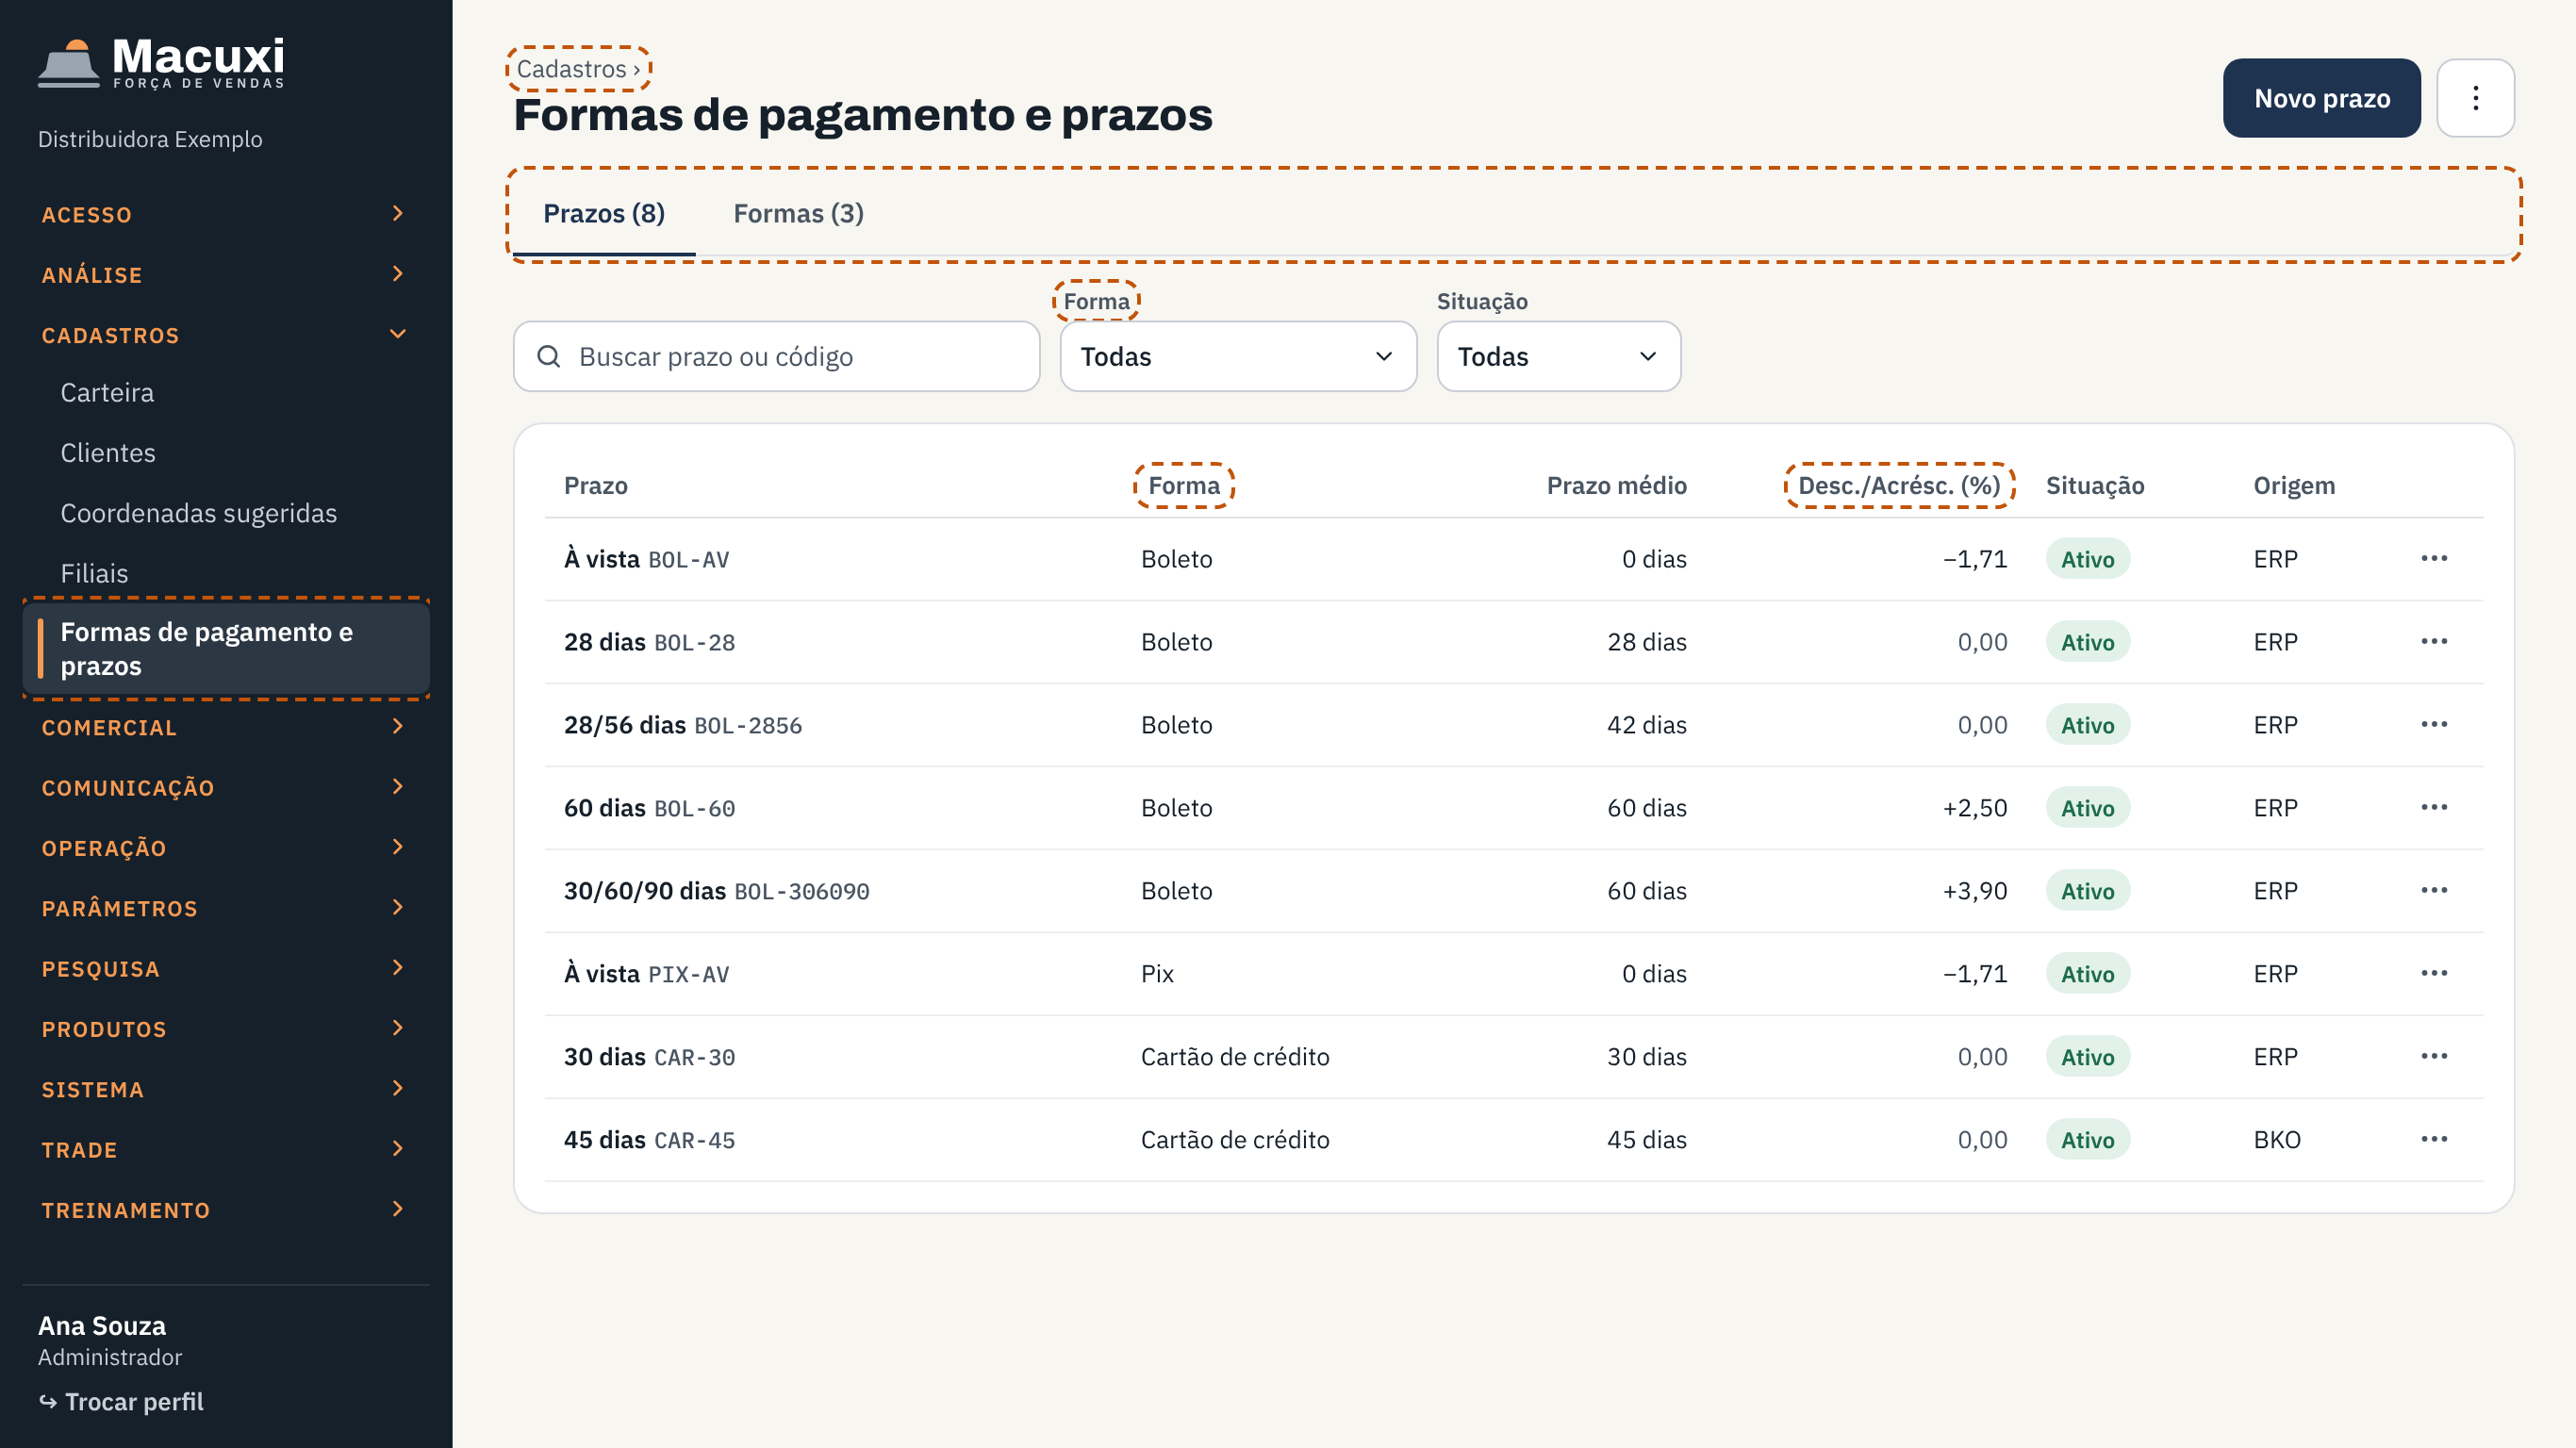 Macuxi
FORÇA DE VENDAS
Distribuidora Exemplo
ACESSO
ANÁLISE
CADASTROS
Carteira
Clientes
Coordenadas sugeridas
Filiais
Formas de pagamento e
prazos
COMERCIAL
COMUNICAÇÃO
OPERAÇÃO
PARÂMETROS
PESQUISA
PRODUTOS
SISTEMA
TRADE
TREINAMENTO
Ana Souza
Administrador
↪ Trocar perfil
Cadastros ›
Formas de pagamento e prazos
Novo prazo
Prazos (8) Formas (3)
Forma Situação
Buscar prazo ou código Todas Todas
Prazo Forma Prazo médio Desc./Acrésc. (%) Situação Origem
À vista BOL-AV Boleto 0 dias −1,71 Ativo ERP
28 dias BOL-28 Boleto 28 dias 0,00 Ativo ERP
28/56 dias BOL-2856 Boleto 42 dias 0,00 Ativo ERP
60 dias BOL-60 Boleto 60 dias +2,50 Ativo ERP
30/60/90 dias BOL-306090 Boleto 60 dias +3,90 Ativo ERP
À vista PIX-AV Pix 0 dias −1,71 Ativo ERP
30 dias CAR-30 Cartão de crédito 30 dias 0,00 Ativo ERP
45 dias CAR-45 Cartão de crédito 45 dias 0,00 Ativo BKO